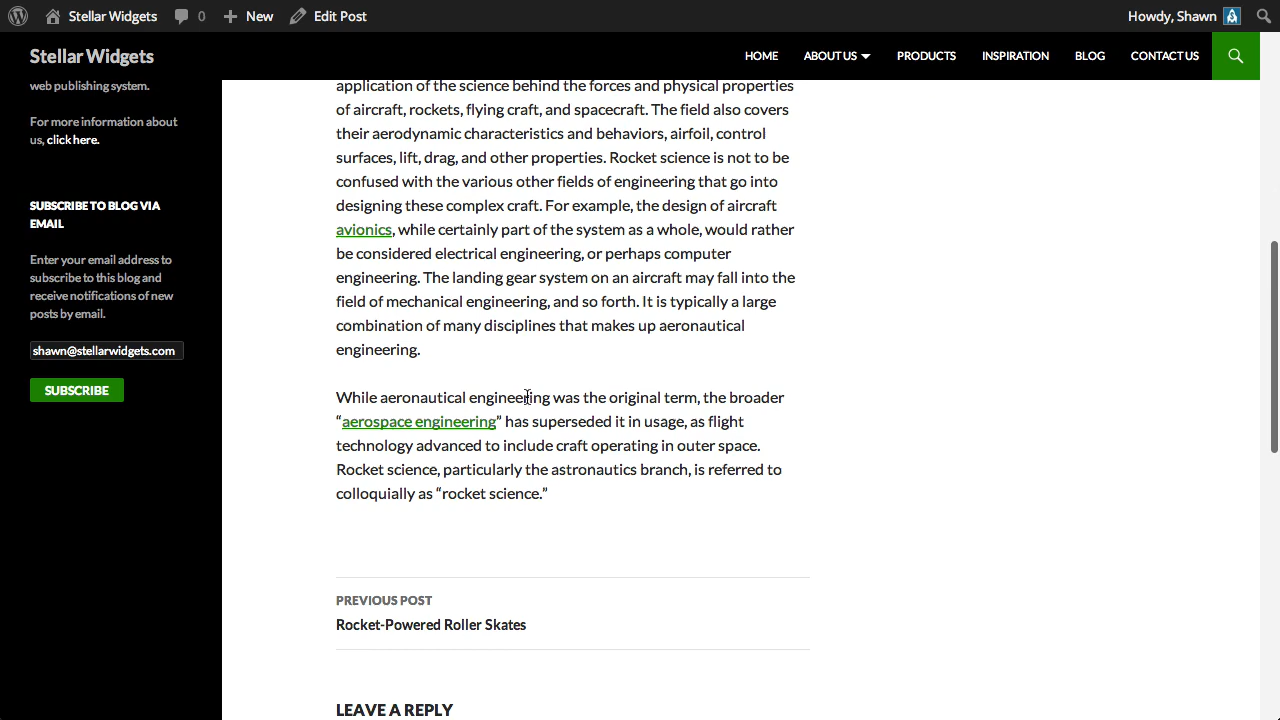 Stellar Widgets 0 New Edit Post Howdy, Shawn
Stellar Widgets HOME ABOUT US PRODUCTS INSPIRATION BLOG CONTACT US
web publishing system.
For more information about
us, click here.
SUBSCRIBE TO BLOG VIA
EMAIL
Enter your email address to
subscribe to this blog and
receive notifications of new
posts by email.
shawn@stellarwidgets.com
SUBSCRIBE
application of the science behind the forces and physical properties
of aircraft, rockets, flying craft, and spacecraft. The field also covers
their aerodynamic characteristics and behaviors, airfoil, control
surfaces, lift, drag, and other properties. Rocket science is not to be
confused with the various other fields of engineering that go into
designing these complex craft. For example, the design of aircraft
avionics, while certainly part of the system as a whole, would rather
be considered electrical engineering, or perhaps computer
engineering. The landing gear system on an aircraft may fall into the
field of mechanical engineering, and so forth. It is typically a large
combination of many disciplines that makes up aeronautical
engineering.
While aeronautical engineering was the original term, the broader
“aerospace engineering” has superseded it in usage, as flight
technology advanced to include craft operating in outer space.
Rocket science, particularly the astronautics branch, is referred to
colloquially as “rocket science.”
PREVIOUS POST
Rocket-Powered Roller Skates
LEAVE A REPLY